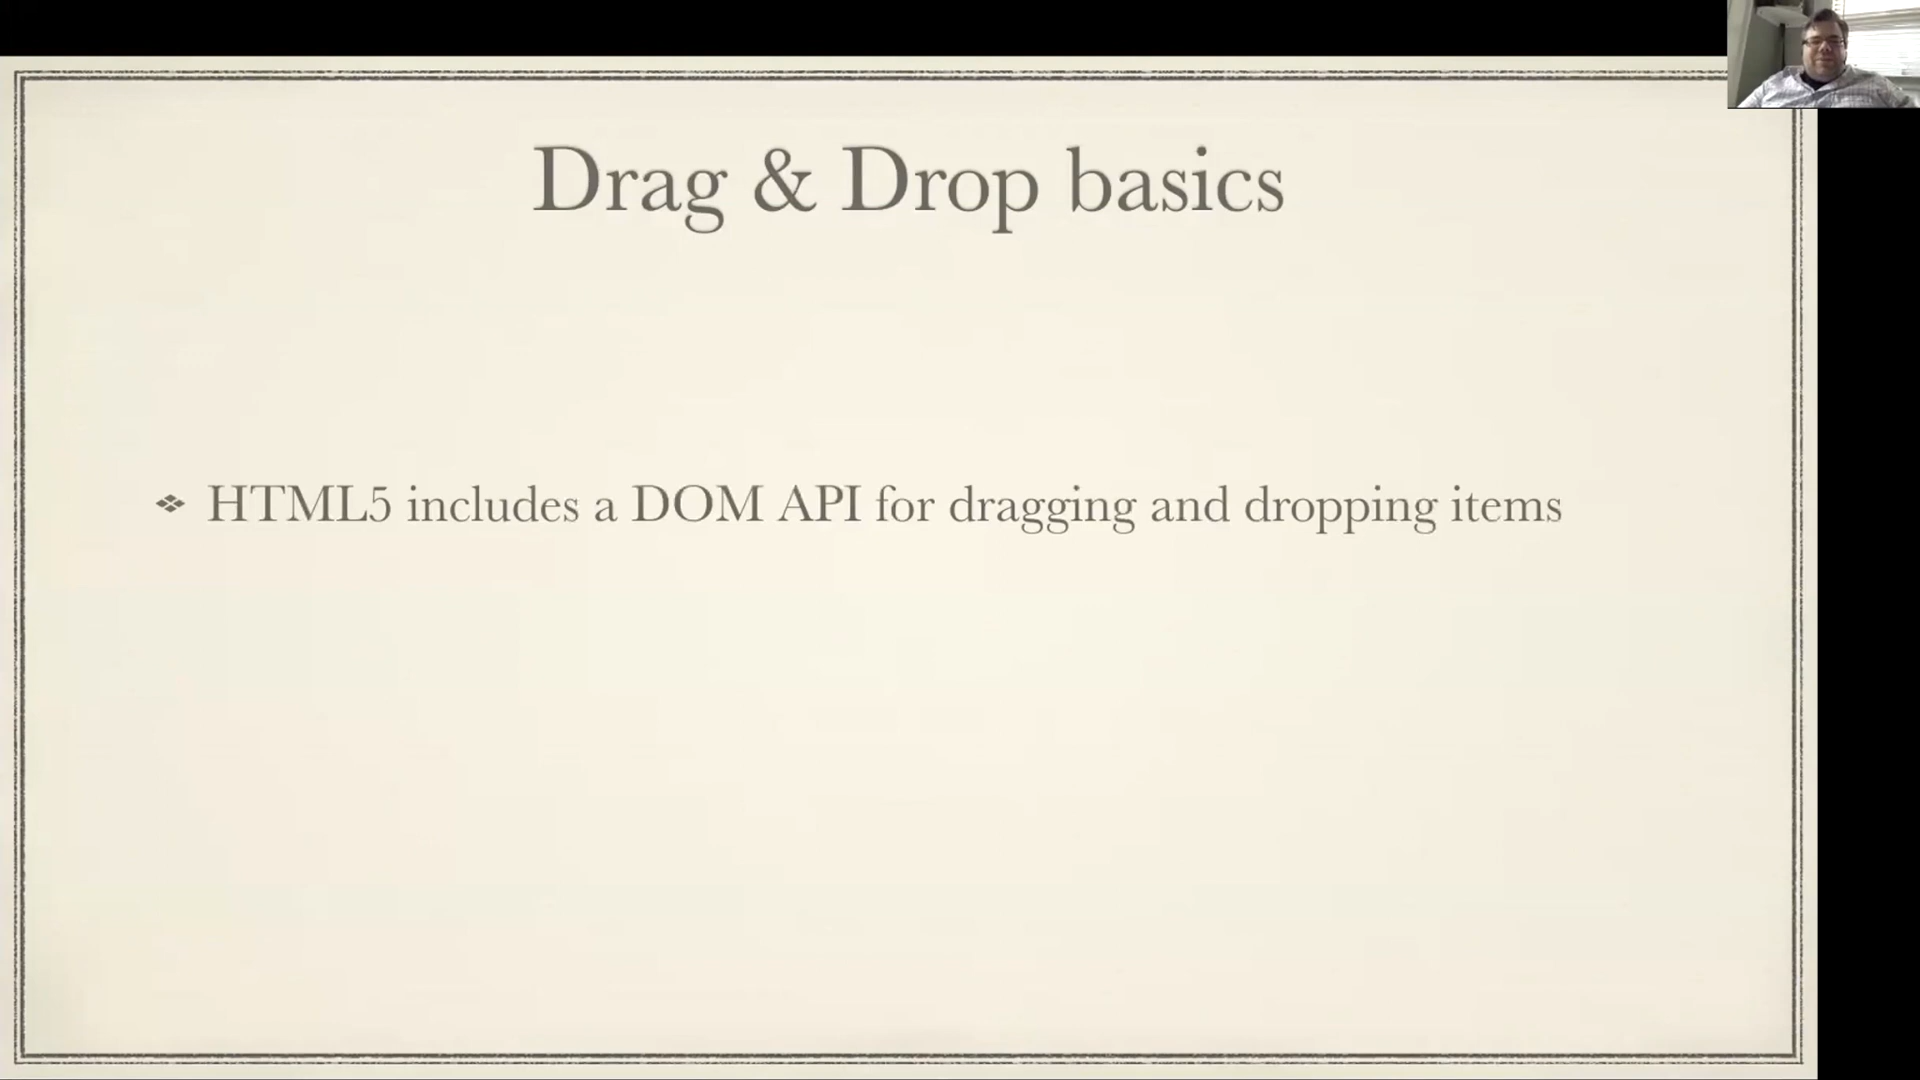 Drag & Drop basics
HTML5 includes a DOM API for dragging and dropping items